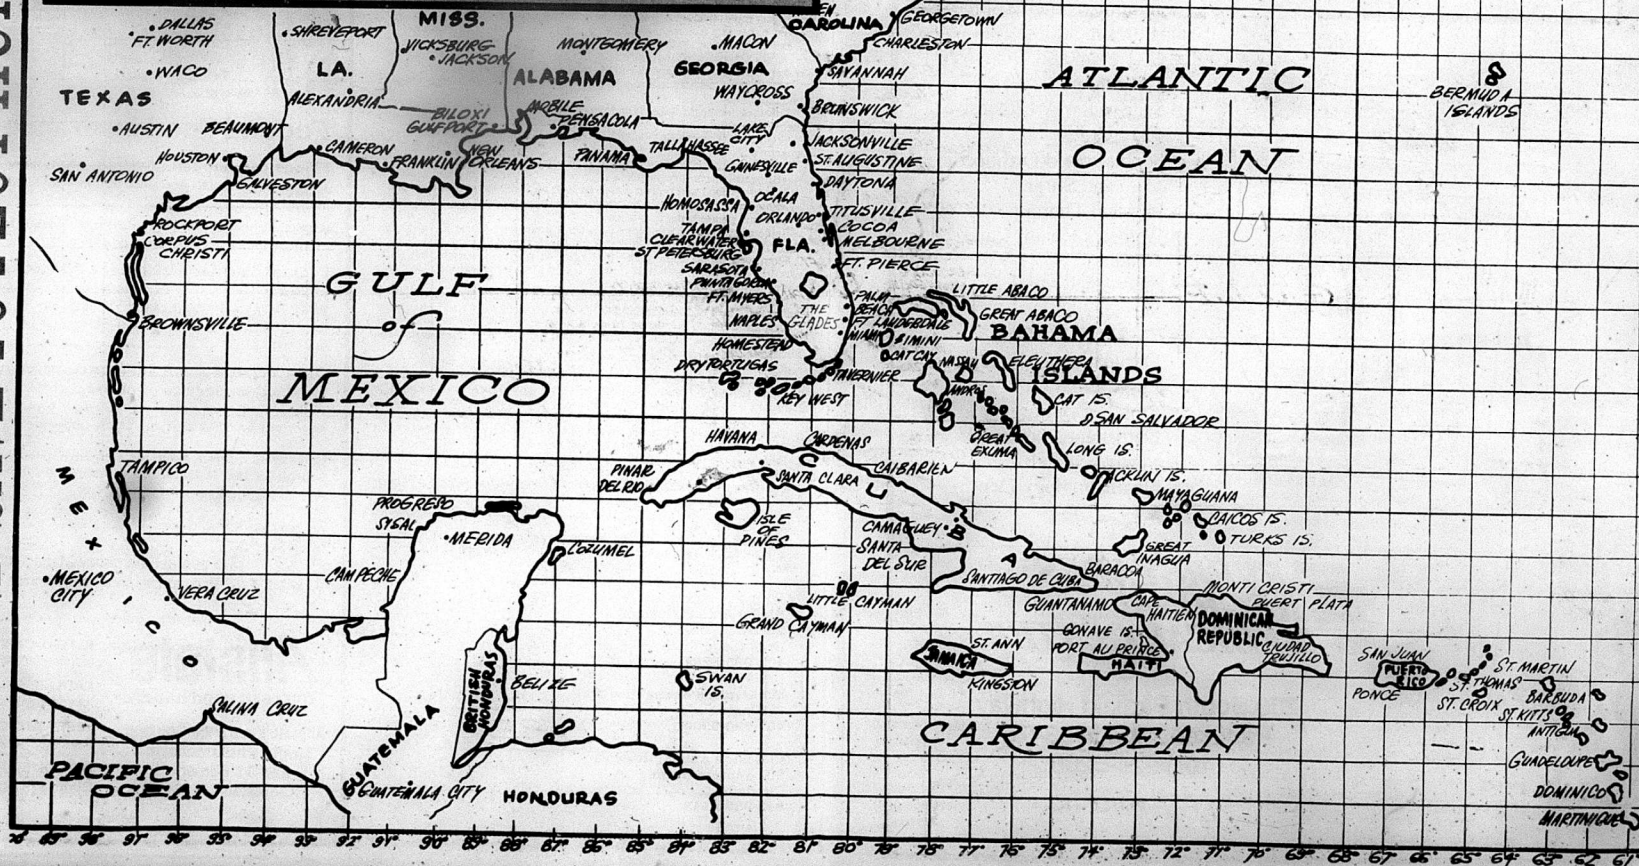 CAROLINA
GEORGETOWN
CHARLESTON
MISS.
DALLAS
FT. WORTH
SHREVEPORT
VICKSBURG
JACKSON
MONTGOMERY
MACON
WACO
LA.
ALABAMA
GEORGIA
SAVANNAH
ATLANTIC
OCEAN
BERMUDA
ISLANDS
TEXAS
ALEXANDRIA
BILOXI
GULFPORT
MOBILE
PENSACOLA
WAYCROSS
BRUNSWICK
AUSTIN
BEAUMONT
LAKE
CITY
JACKSONVILLE
HOUSTON
CAMERON
FRANKLIN
NEW
ORLEANS
PANAMA
TALLAHASSEE
GAINESVILLE
ST. AUGUSTINE
SAN ANTONIO
GALVESTON
DAYTONA
HOMOSASSA
OCALA
ORLANDO
TITUSVILLE
ROCKPORT
CORPUS
CHRISTI
TAMPA
CLEARWATER
ST PETERSBURG
FLA.
COCOA
MELBOURNE
SARASOTA
PUNTA GORDA
FT. MYERS
FT. PIERCE
GULF
of
MEXICO
LITTLE ABACO
GREAT ABACO
BAHAMA
ISLANDS
THE
GLADES
PALM
BEACH
FT LAUDERDALE
MIAMI
BIMINI
CAT CAY
NASSAU
ELEUTHERA
BROWNSVILLE
NAPLES
HOMESTEAD
DRY TORTUGAS
TAVERNIER
KEY WEST
ANDROS
CAT IS.
SAN SALVADOR
GREAT
EXUMA
LONG IS.
HAVANA
CARDENAS
PINAR
DEL RIO
SANTA CLARA
CAIBARIEN
CUBA
ACKLIN IS.
MAYAGUANA
TAMPICO
MEXICO
PROGRESO
SISAL
MERIDA
COZUMEL
ISLE
OF
PINES
CAMAGUEY
SANTA
DEL SUR
CAICOS IS.
TURKS IS.
GREAT
INAGUA
BARACOA
SANTIAGO DE CUBA
MEXICO
CITY
VERA CRUZ
CAMPECHE
LITTLE CAYMAN
GRAND CAYMAN
GUANTANAMO
CAPE
HAITIEN
MONTI CRISTI
PUERT PLATA
DOMINICAN
REPUBLIC
CIUDAD
TRUJILLO
GONAVE IS.
PORT AU PRINCE
HAITI
ST. ANN
JAMAICA
KINGSTON
SAN JUAN
PUERTO
RICO
PONCE
ST. THOMAS
ST. CROIX
ST. MARTIN
BARBUDA
ST. KITTS
ANTIGUA
GUADELOUPE
DOMINICO
MARTINIQUE
BRITISH
HONDURAS
BELIZE
SWAN
IS.
CARIBBEAN
SALINA CRUZ
GUATEMALA
GUATEMALA CITY
HONDURAS
PACIFIC
OCEAN